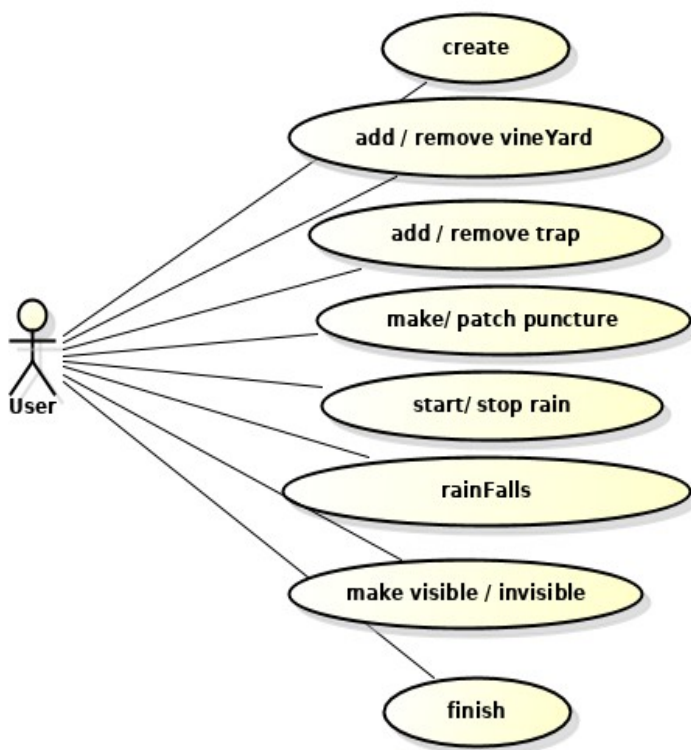 create
add / remove vineYard
add / remove trap
make/ patch puncture
User
start/ stop rain
rainFalls
make visible / invisible
finish